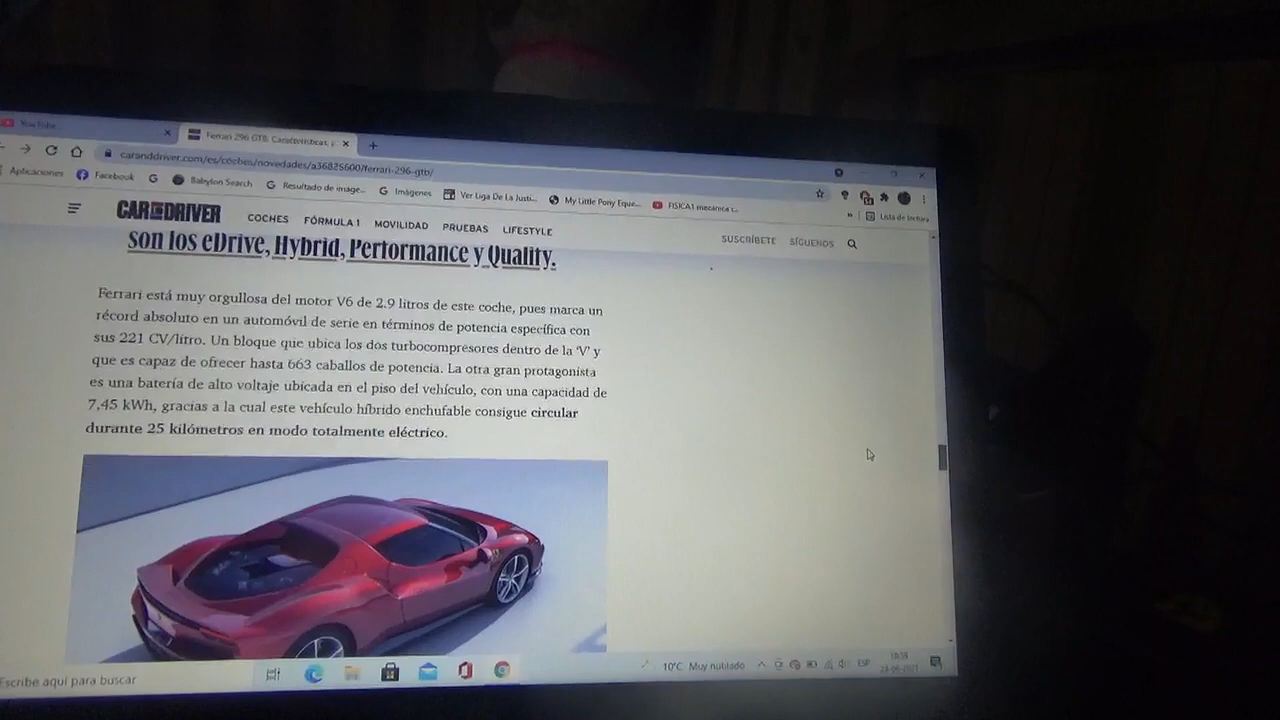 YouTube
Ferrari 296 GTB: Características,
caranddriver.com/es/coches/novedades/a36825600/ferrari-296-gtb/
Aplicaciones Facebook Babylon Search Resultado de image... Imágenes Ver Liga De La Justi... My Little Pony Eque... FISICA1 mecánica c...
Lista de lectura
CAR DRIVER COCHES FÓRMULA 1 MOVILIDAD PRUEBAS LIFESTYLE SUSCRÍBETE SÍGUENOS
son los eDrive, Hybrid, Performance y Quality.
Ferrari está muy orgullosa del motor V6 de 2.9 litros de este coche, pues marca un
récord absoluto en un automóvil de serie en términos de potencia específica con
sus 221 CV/litro. Un bloque que ubica los dos turbocompresores dentro de la 'V' y
que es capaz de ofrecer hasta 663 caballos de potencia. La otra gran protagonista
es una batería de alto voltaje ubicada en el piso del vehículo, con una capacidad de
7,45 kWh, gracias a la cual este vehículo híbrido enchufable consigue circular
durante 25 kilómetros en modo totalmente eléctrico.
Escribe aquí para buscar
10°C Muy nublado
ESP